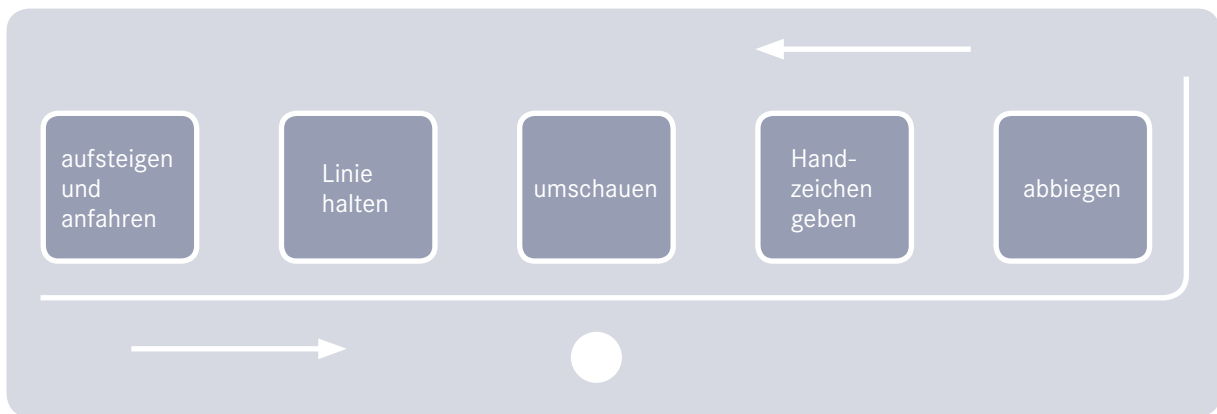 aufsteigen
und
anfahren
Linie
halten
umschauen
Hand-
zeichen
geben
abbiegen